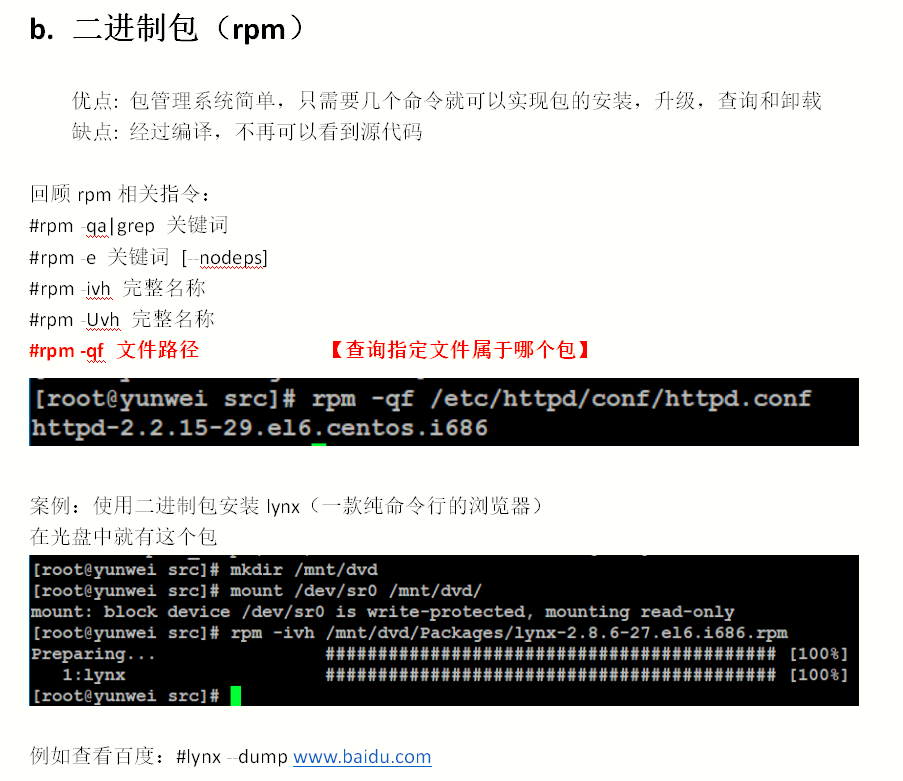 b. 二进制包（rpm）
优点: 包管理系统简单，只需要几个命令就可以实现包的安装，升级，查询和卸载
缺点: 经过编译，不再可以看到源代码
回顾 rpm 相关指令：
#rpm -qa|grep 关键词
#rpm -e 关键词 [--nodeps]
#rpm -ivh 完整名称
#rpm -Uvh 完整名称
#rpm -qf 文件路径 【查询指定文件属于哪个包】
[root@yunwei src]# rpm -qf /etc/httpd/conf/httpd.conf
httpd-2.2.15-29.el6.centos.i686
案例：使用二进制包安装 lynx（一款纯命令行的浏览器）
在光盘中就有这个包
[root@yunwei src]# mkdir /mnt/dvd
[root@yunwei src]# mount /dev/sr0 /mnt/dvd/
mount: block device /dev/sr0 is write-protected, mounting read-only
[root@yunwei src]# rpm -ivh /mnt/dvd/Packages/lynx-2.8.6-27.el6.i686.rpm
Preparing... ########################################### [100%]
1:lynx ########################################### [100%]
[root@yunwei src]#
例如查看百度：#lynx --dump www.baidu.com